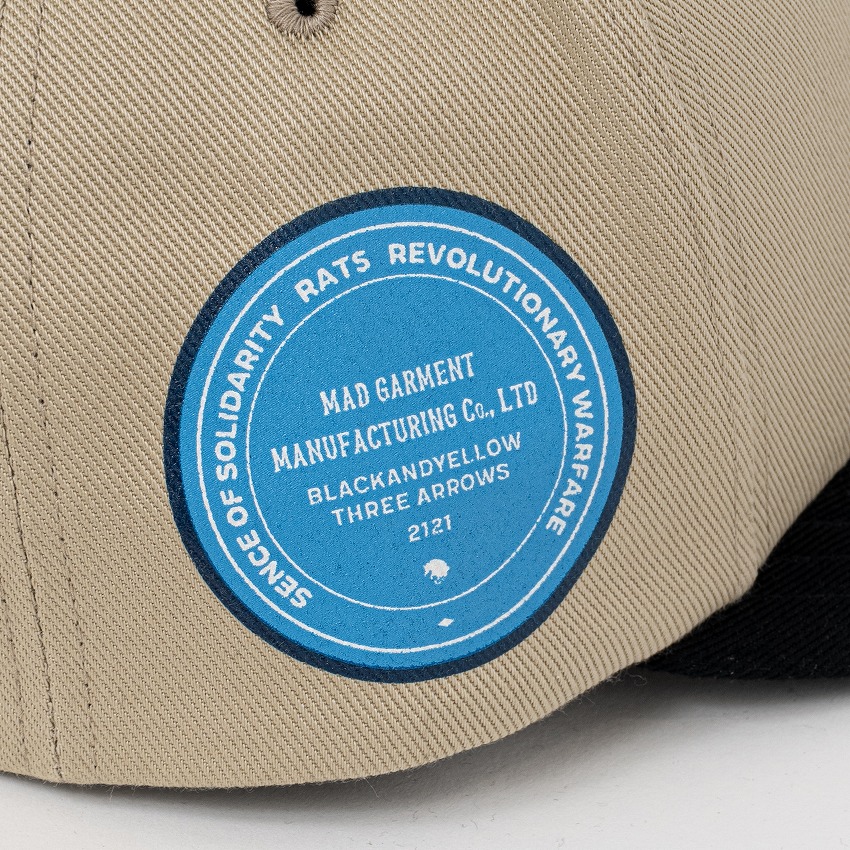 SENCE OF SOLIDARITY RATS REVOLUTIONARY WARFARE
MAD GARMENT
MANUFACTURING Co., LTD
BLACKANDYELLOW
THREE ARROWS
2121